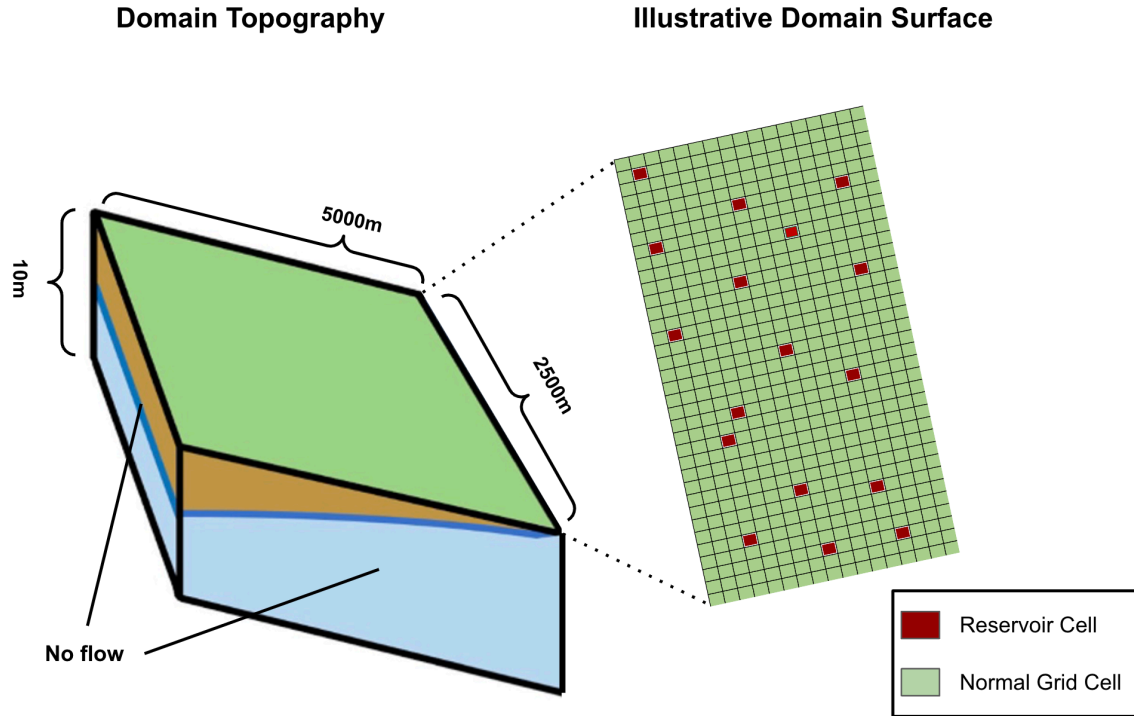 Domain Topography
Illustrative Domain Surface
5000m
10m
2500m
No flow
Reservoir Cell
Normal Grid Cell